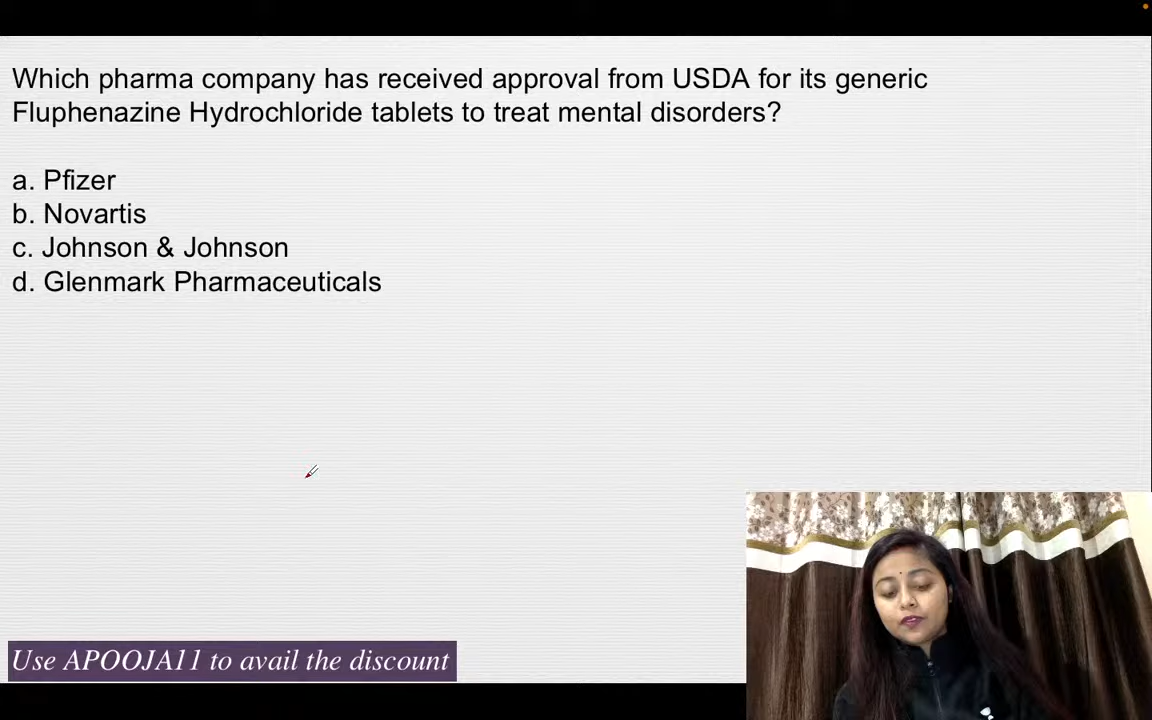 Which pharma company has received approval from USDA for its generic
Fluphenazine Hydrochloride tablets to treat mental disorders?
a. Pfizer
b. Novartis
c. Johnson & Johnson
d. Glenmark Pharmaceuticals
Use APOOJA11 to avail the discount